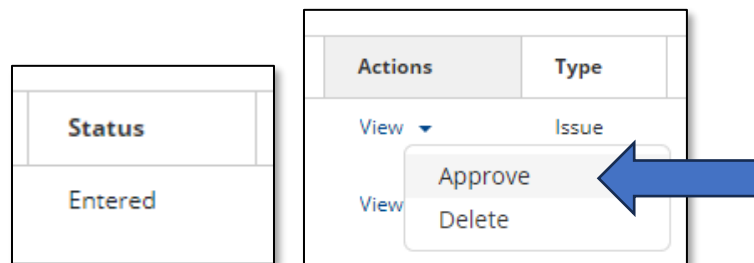 Status
Entered
Actions Type
View Issue
Approve
View
Delete